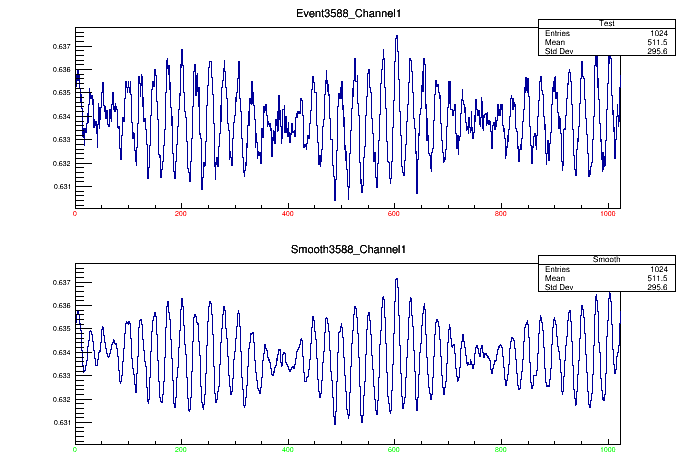 Event3588_Channel1
Test
Entries 1024
Mean 511.5
Std Dev 295.6
0.637
0.636
0.635
0.634
0.633
0.632
0.631
0 200 400 600 800 1000
Smooth3588_Channel1
Smooth
Entries 1024
Mean 511.5
Std Dev 295.6
0.637
0.636
0.635
0.634
0.633
0.632
0.631
0 200 400 600 800 1000